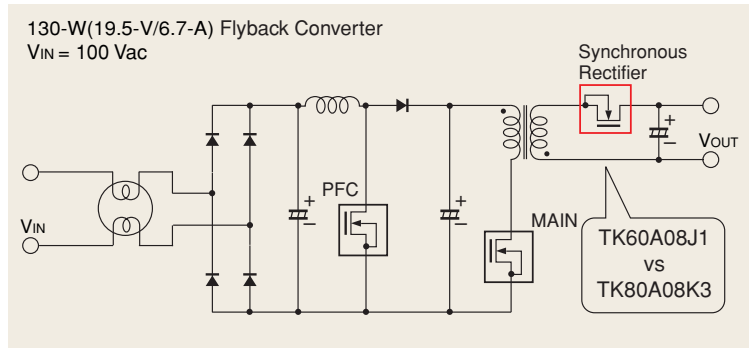 130-W(19.5-V/6.7-A) Flyback Converter
VIN = 100 Vac
Synchronous
Rectifier
+
−
VOUT
PFC
+
−
+
−
MAIN
VIN
TK60A08J1
vs
TK80A08K3